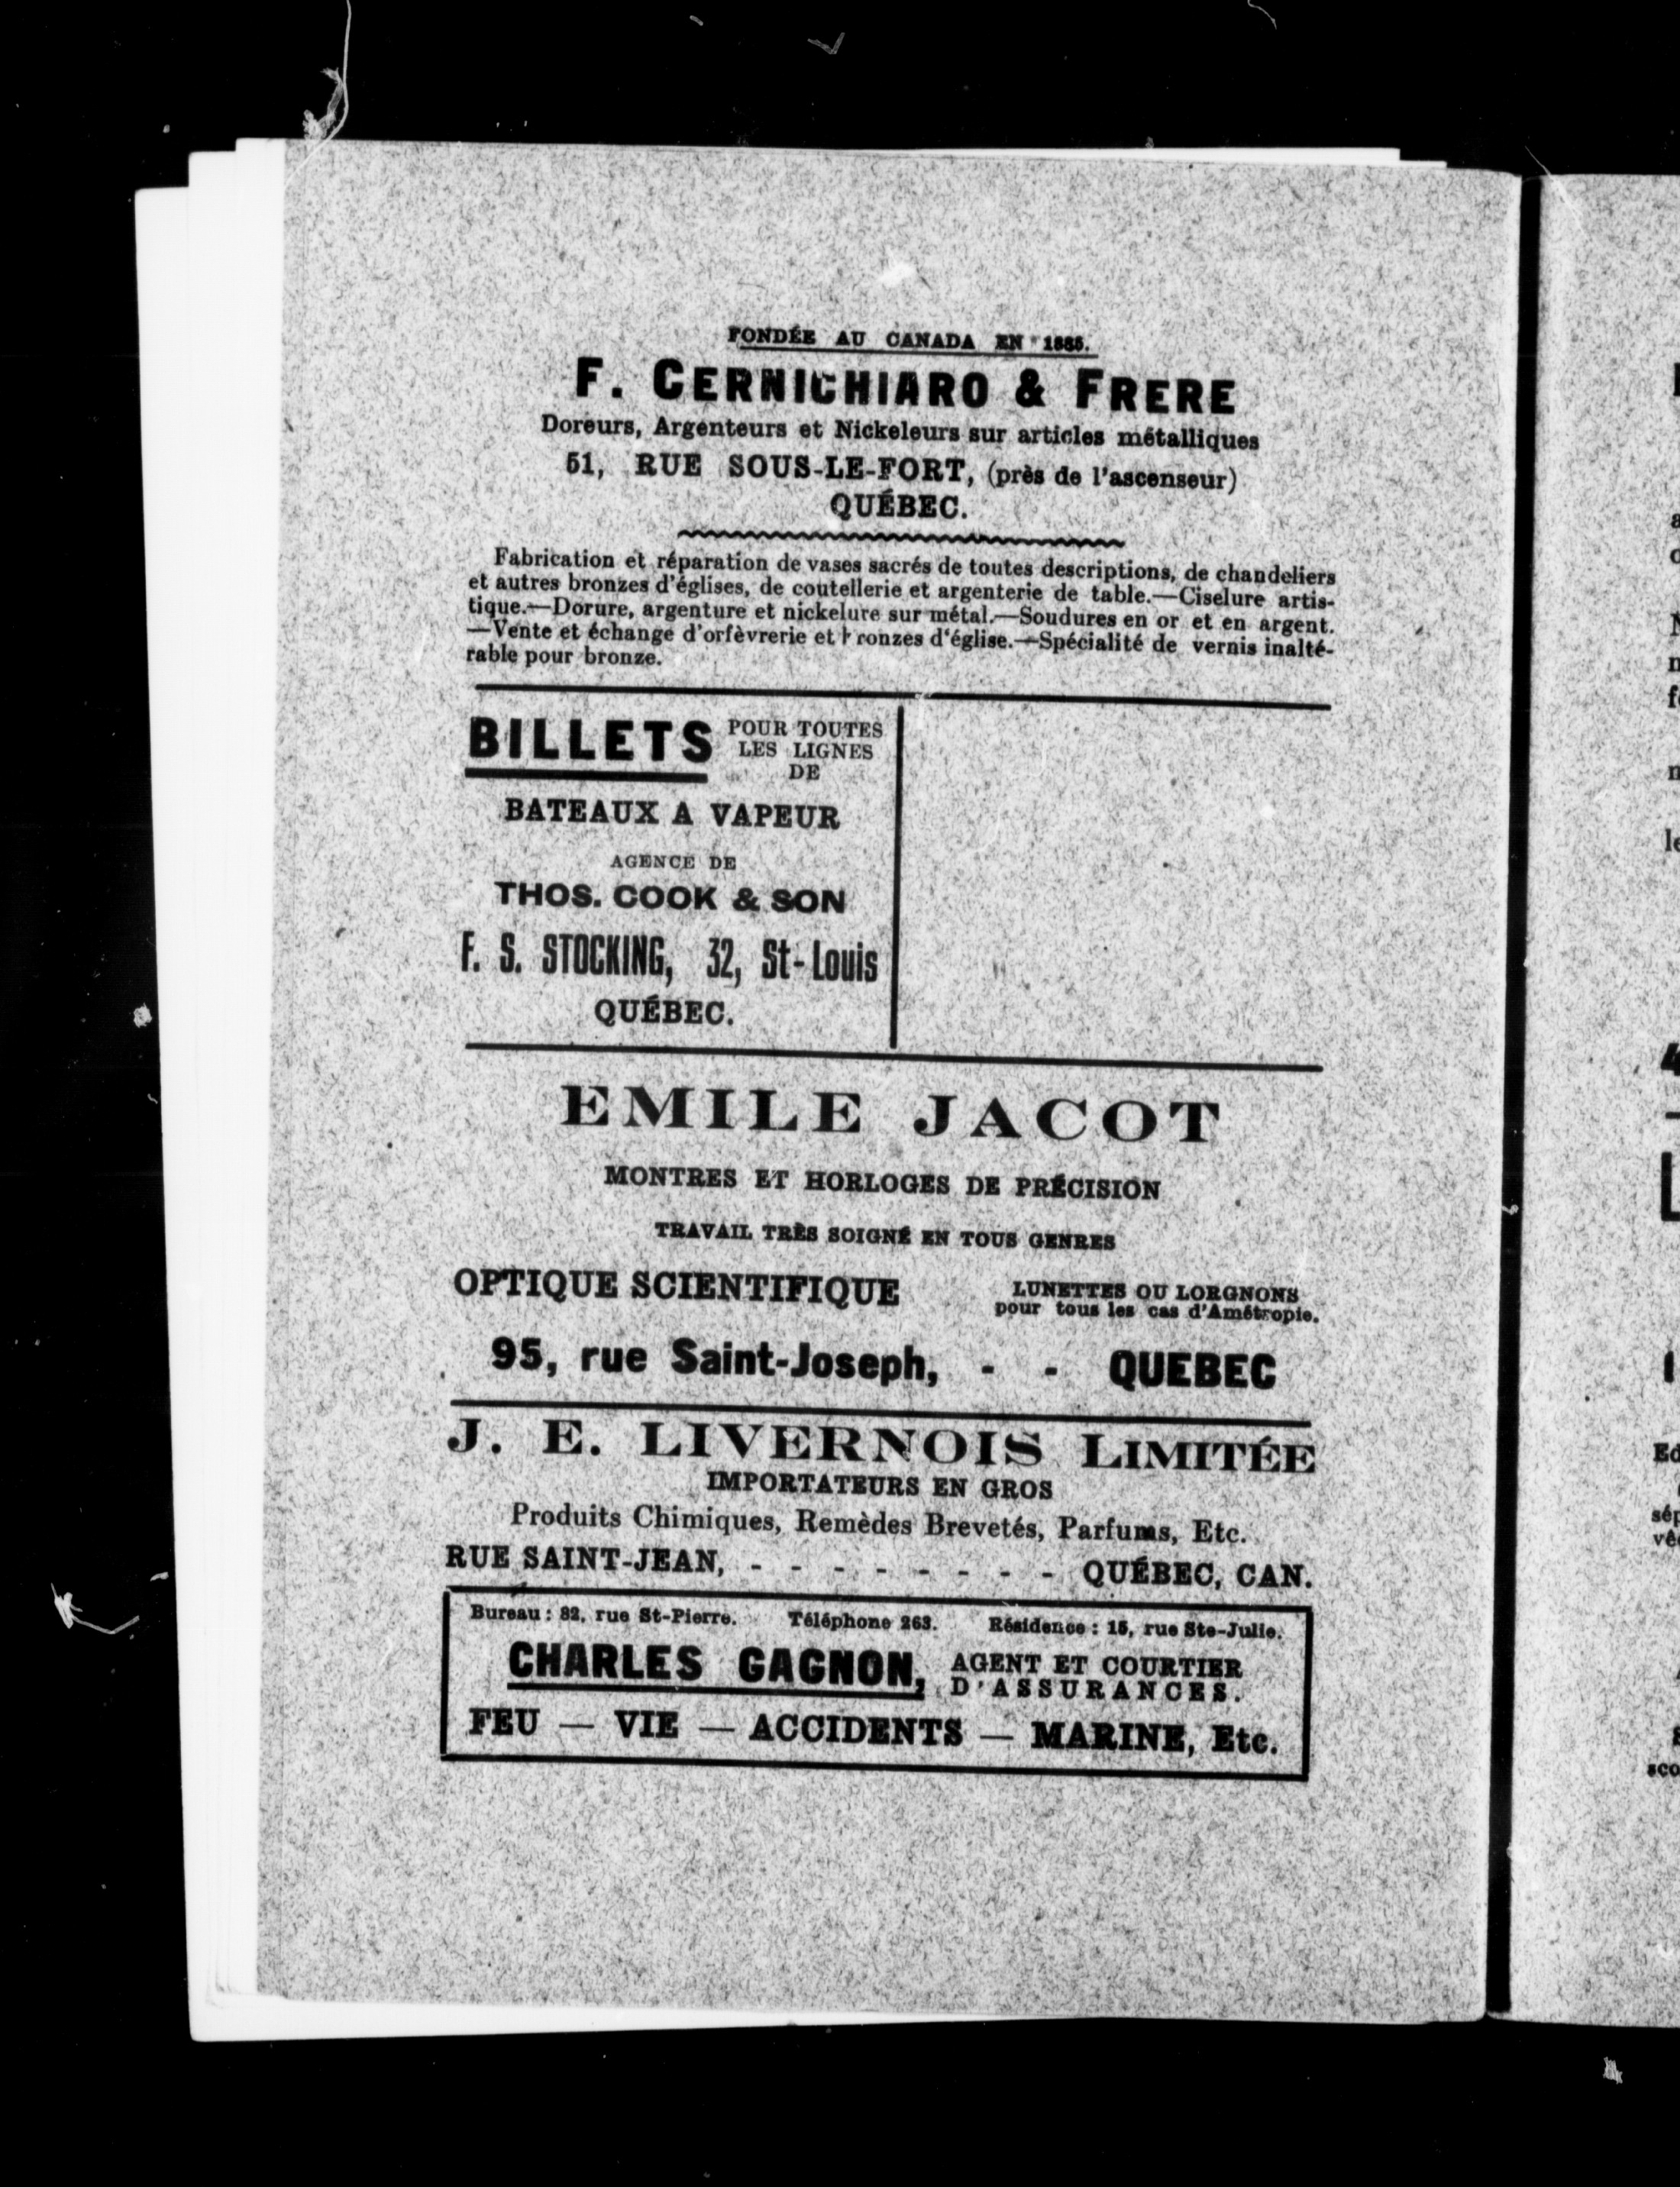 FONDÉE AU CANADA EN 1885.
F. CERNICHIARO & FRERE
Doreurs, Argenteurs et Nickeleurs sur articles métalliques
51, RUE SOUS-LE-FORT, (près de l'ascenseur)
QUÉBEC.
Fabrication et réparation de vases sacrés de toutes descriptions, de chandeliers
et autres bronzes d'églises, de coutellerie et argenterie de table.—Ciselure artis-
tique.—Dorure, argenture et nickelure sur métal.—Soudures en or et en argent.
—Vente et échange d'orfèvrerie et bronzes d'église.—Spécialité de vernis inalté-
rable pour bronze.
BILLETS POUR TOUTES
LES LIGNES
DE
BATEAUX A VAPEUR
AGENCE DE
THOS. COOK & SON
F. S. STOCKING, 32, St-Louis
QUÉBEC.
EMILE JACOT
MONTRES ET HORLOGES DE PRÉCISION
TRAVAIL TRÈS SOIGNÉ EN TOUS GENRES
OPTIQUE SCIENTIFIQUE
LUNETTES OU LORGNONS
pour tous les cas d'Amétropie.
95, rue Saint-Joseph, - - QUEBEC
J. E. LIVERNOIS LIMITÉE
IMPORTATEURS EN GROS
Produits Chimiques, Remèdes Brevetés, Parfums, Etc.
RUE SAINT-JEAN, - - - - - - - - QUÉBEC, CAN.
Bureau : 82, rue St-Pierre. Téléphone 263. Résidence : 15, rue Ste-Julie.
CHARLES GAGNON, AGENT ET COURTIER
D'ASSURANCES.
FEU — VIE — ACCIDENTS — MARINE, Etc.